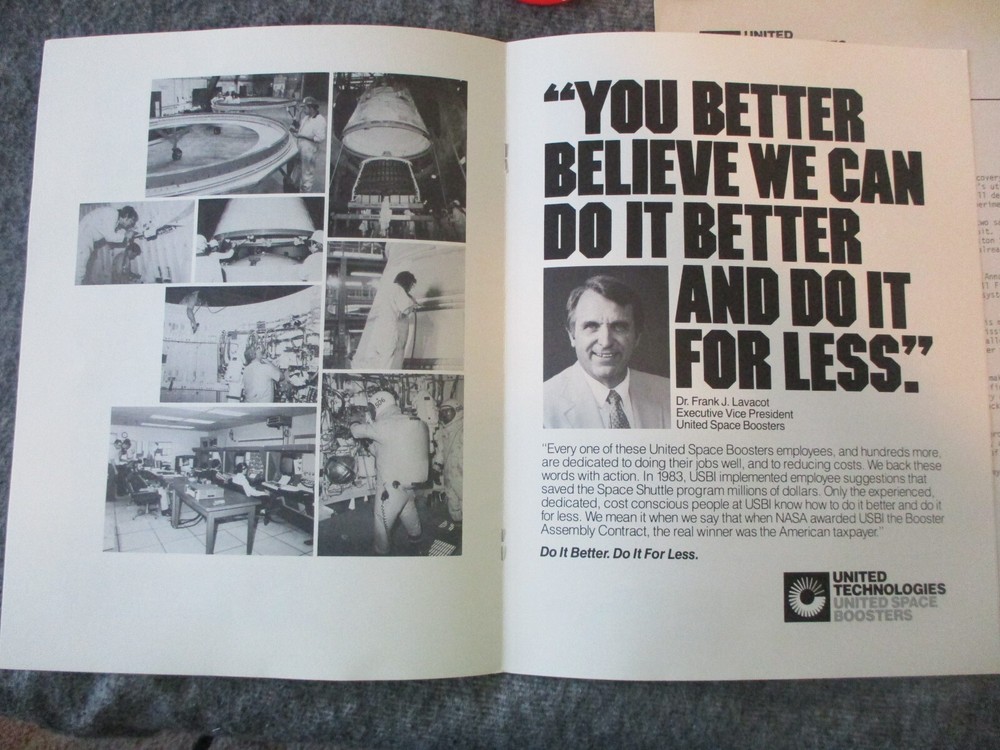 UNITED
“YOU BETTER
BELIEVE WE CAN
DO IT BETTER
AND DO IT
FOR LESS”.
Dr. Frank J. Lavacot
Executive Vice President
United Space Boosters
“Every one of these United Space Boosters employees, and hundreds more,
are dedicated to doing their jobs well, and to reducing costs. We back these
words with action. In 1983, USBI implemented employee suggestions that
saved the Space Shuttle program millions of dollars. Only the experienced,
dedicated, cost conscious people at USBI know how to do it better and do it
for less. We mean it when we say that when NASA awarded USBI the Booster
Assembly Contract, the real winner was the American taxpayer.”
Do It Better. Do It For Less.
UNITED
TECHNOLOGIES
UNITED SPACE
BOOSTERS